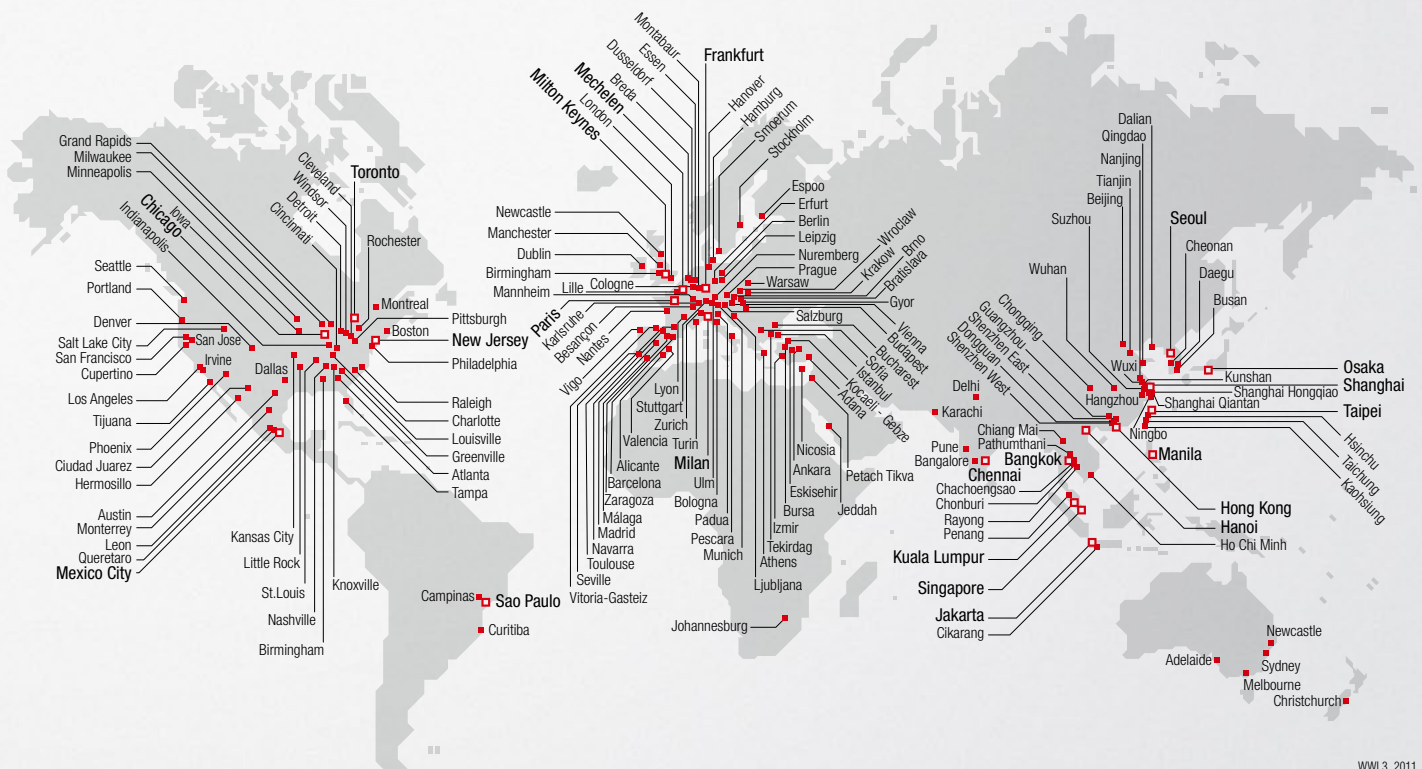 Grand Rapids
Milwaukee
Minneapolis
Chicago
Iowa
Indianapolis
Cleveland
Windsor
Detroit
Cincinnati
Toronto
Rochester
Seattle
Portland
Denver
Salt Lake City
San Francisco
Cupertino
San Jose
Irvine
Dallas
Los Angeles
Tijuana
Phoenix
Ciudad Juarez
Hermosillo
Austin
Monterrey
Leon
Queretaro
Mexico City
Montreal
Pittsburgh
Boston
New Jersey
Philadelphia
Raleigh
Charlotte
Louisville
Greenville
Atlanta
Tampa
Kansas City
Little Rock
St.Louis
Nashville
Birmingham
Knoxville
Campinas
Sao Paulo
Curitiba
Montabaur
Essen
Dusseldorf
Breda
Mechelen
London
Milton Keynes
Frankfurt
Hanover
Hamburg
Smoerum
Stockholm
Newcastle
Manchester
Dublin
Birmingham
Mannheim
Lille
Cologne
Paris
Karlsruhe
Besançon
Nantes
Vigo
Espoo
Erfurt
Berlin
Leipzig
Nuremberg
Prague
Warsaw
Wroclaw
Krakow
Brno
Bratislava
Gyor
Salzburg
Vienna
Budapest
Bucharest
Sofia
Istanbul
Kocaeli - Gebze
Adana
Lyon
Stuttgart
Zurich
Turin
Milan
Ulm
Bologna
Padua
Pescara
Munich
Valencia
Alicante
Barcelona
Zaragoza
Málaga
Madrid
Navarra
Toulouse
Seville
Vitoria-Gasteiz
Nicosia
Ankara
Eskisehir
Bursa
Izmir
Tekirdag
Athens
Ljubljana
Petach Tikva
Jeddah
Johannesburg
Dalian
Qingdao
Nanjing
Tianjin
Beijing
Suzhou
Wuhan
Seoul
Cheonan
Daegu
Busan
Chongqing
Guangzhou
Shenzhen East
Dongguan
Shenzhen West
Wuxi
Hangzhou
Kunshan
Osaka
Shanghai
Shanghai Hongqiao
Shanghai Qiantan
Taipei
Ningbo
Manila
Hsinchu
Taichung
Kaohsiung
Delhi
Karachi
Pune
Bangalore
Chennai
Chiang Mai
Pathumthani
Bangkok
Chachoengsao
Chonburi
Rayong
Penang
Kuala Lumpur
Singapore
Jakarta
Cikarang
Hong Kong
Hanoi
Ho Chi Minh
Newcastle
Adelaide
Sydney
Melbourne
Christchurch
WWL3, 2011